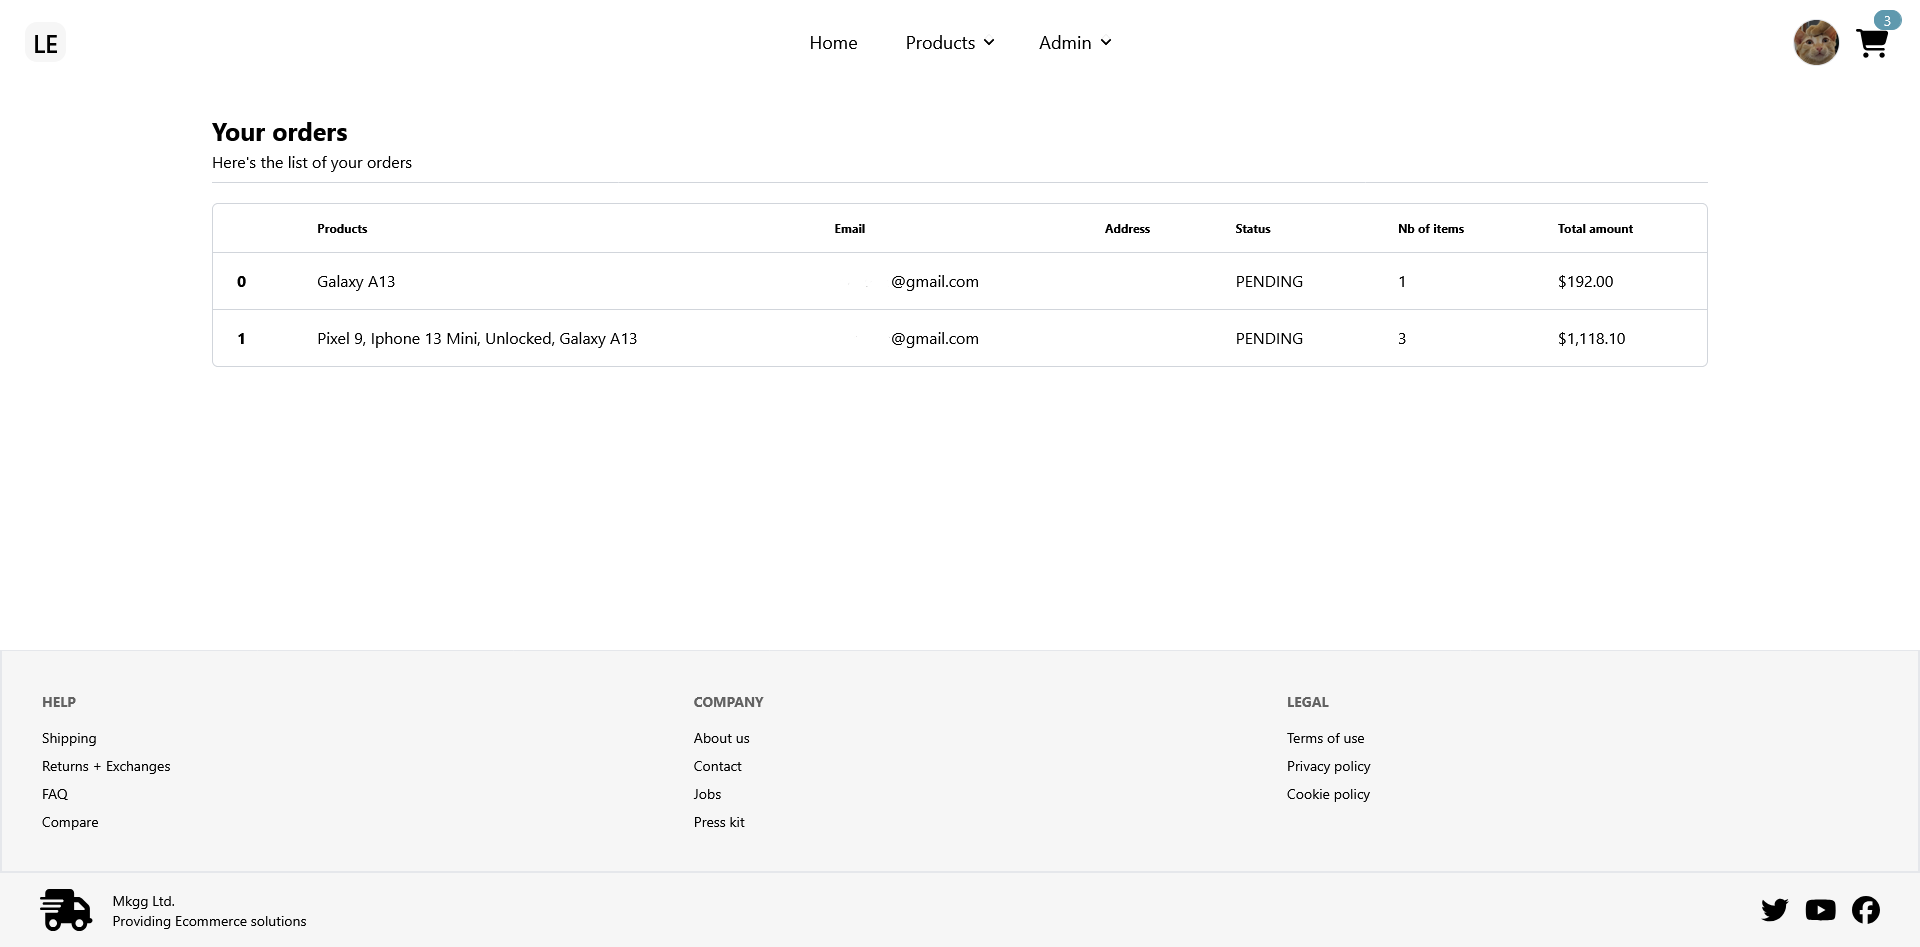 LE
Home Products Admin
3
Your orders
Here's the list of your orders
Products Email Address Status Nb of items Total amount
0 Galaxy A13 @gmail.com PENDING 1 $192.00
1 Pixel 9, Iphone 13 Mini, Unlocked, Galaxy A13 @gmail.com PENDING 3 $1,118.10
HELP
Shipping
Returns + Exchanges
FAQ
Compare
COMPANY
About us
Contact
Jobs
Press kit
LEGAL
Terms of use
Privacy policy
Cookie policy
Mkgg Ltd.
Providing Ecommerce solutions